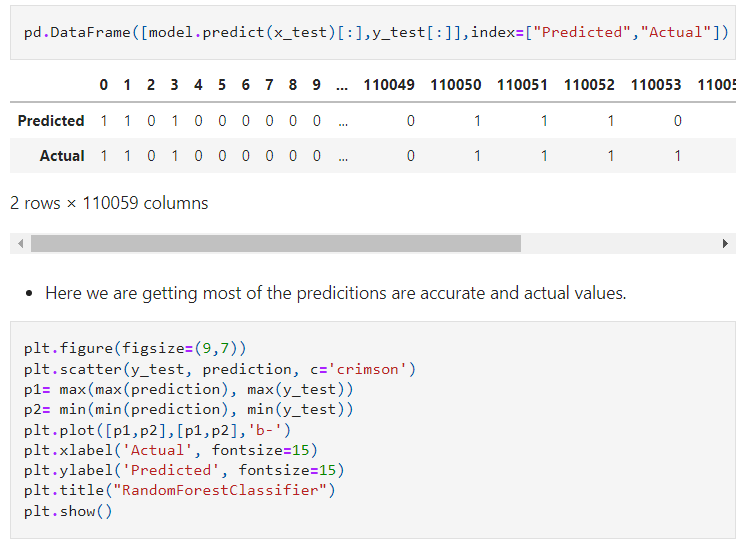 pd.DataFrame([model.predict(x_test)[:],y_test[:]],index=["Predicted","Actual"])
0 1 2 3 4 5 6 7 8 9 ... 110049 110050 110051 110052 110053 11005
Predicted 1 1 0 1 0 0 0 0 0 0 ... 0 1 1 1 0
Actual 1 1 0 1 0 0 0 0 0 0 ... 0 1 1 1 1
2 rows × 110059 columns
• Here we are getting most of the predicitions are accurate and actual values.
plt.figure(figsize=(9,7))
plt.scatter(y_test, prediction, c='crimson')
p1= max(max(prediction), max(y_test))
p2= min(min(prediction), min(y_test))
plt.plot([p1,p2],[p1,p2],'b-')
plt.xlabel('Actual', fontsize=15)
plt.ylabel('Predicted', fontsize=15)
plt.title("RandomForestClassifier")
plt.show()